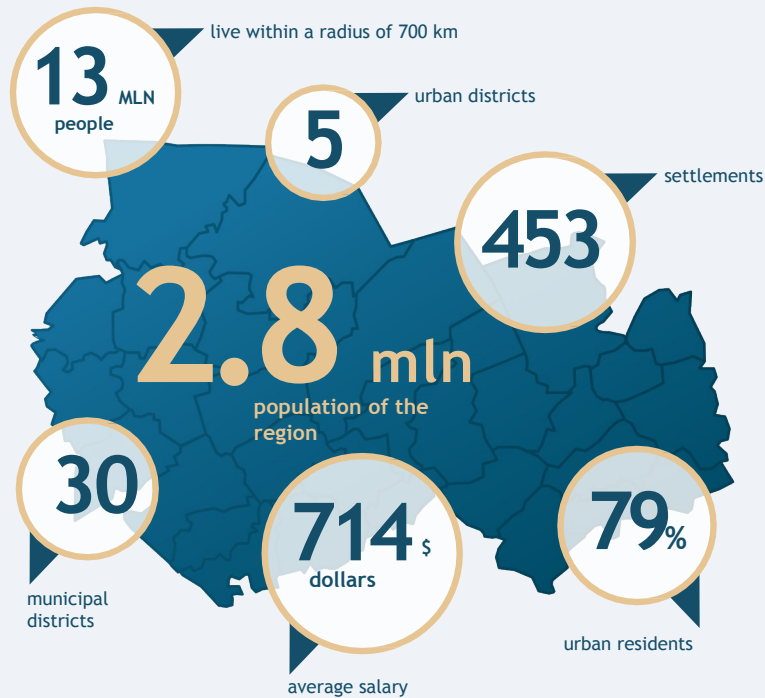 live within a radius of 700 km
13 MLN
people
urban districts
5
settlements
453
2.8 mln
population of the
region
30
municipal
districts
714 $
dollars
average salary
79%
urban residents